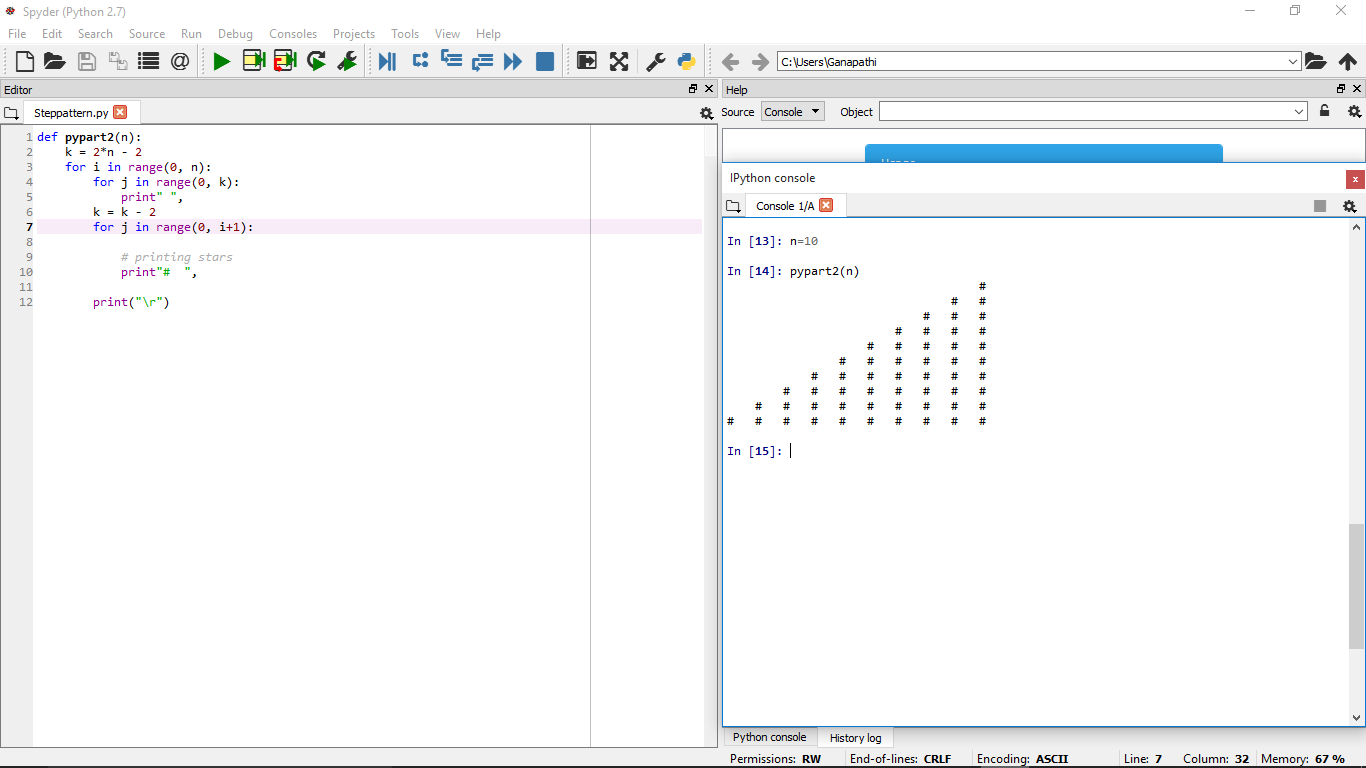 Spyder (Python 2.7)
File Edit Search Source Run Debug Consoles Projects Tools View Help
C:\Users\Ganapathi
Editor
Steppattern.py
1 def pypart2(n):
2     k = 2*n - 2
3     for i in range(0, n):
4         for j in range(0, k):
5             print" ",
6         k = k - 2
7         for j in range(0, i+1):
8
9             # printing stars
10             print"#  ",
11
12         print("\r")
Help
Source Console Object
IPython console
Console 1/A
In [13]: n=10
In [14]: pypart2(n)
#
# #
# # #
# # # #
# # # # #
# # # # # #
# # # # # # #
# # # # # # # #
# # # # # # # # #
# # # # # # # # # #
In [15]:
Python console History log
Permissions: RW End-of-lines: CRLF Encoding: ASCII Line: 7 Column: 32 Memory: 67 %